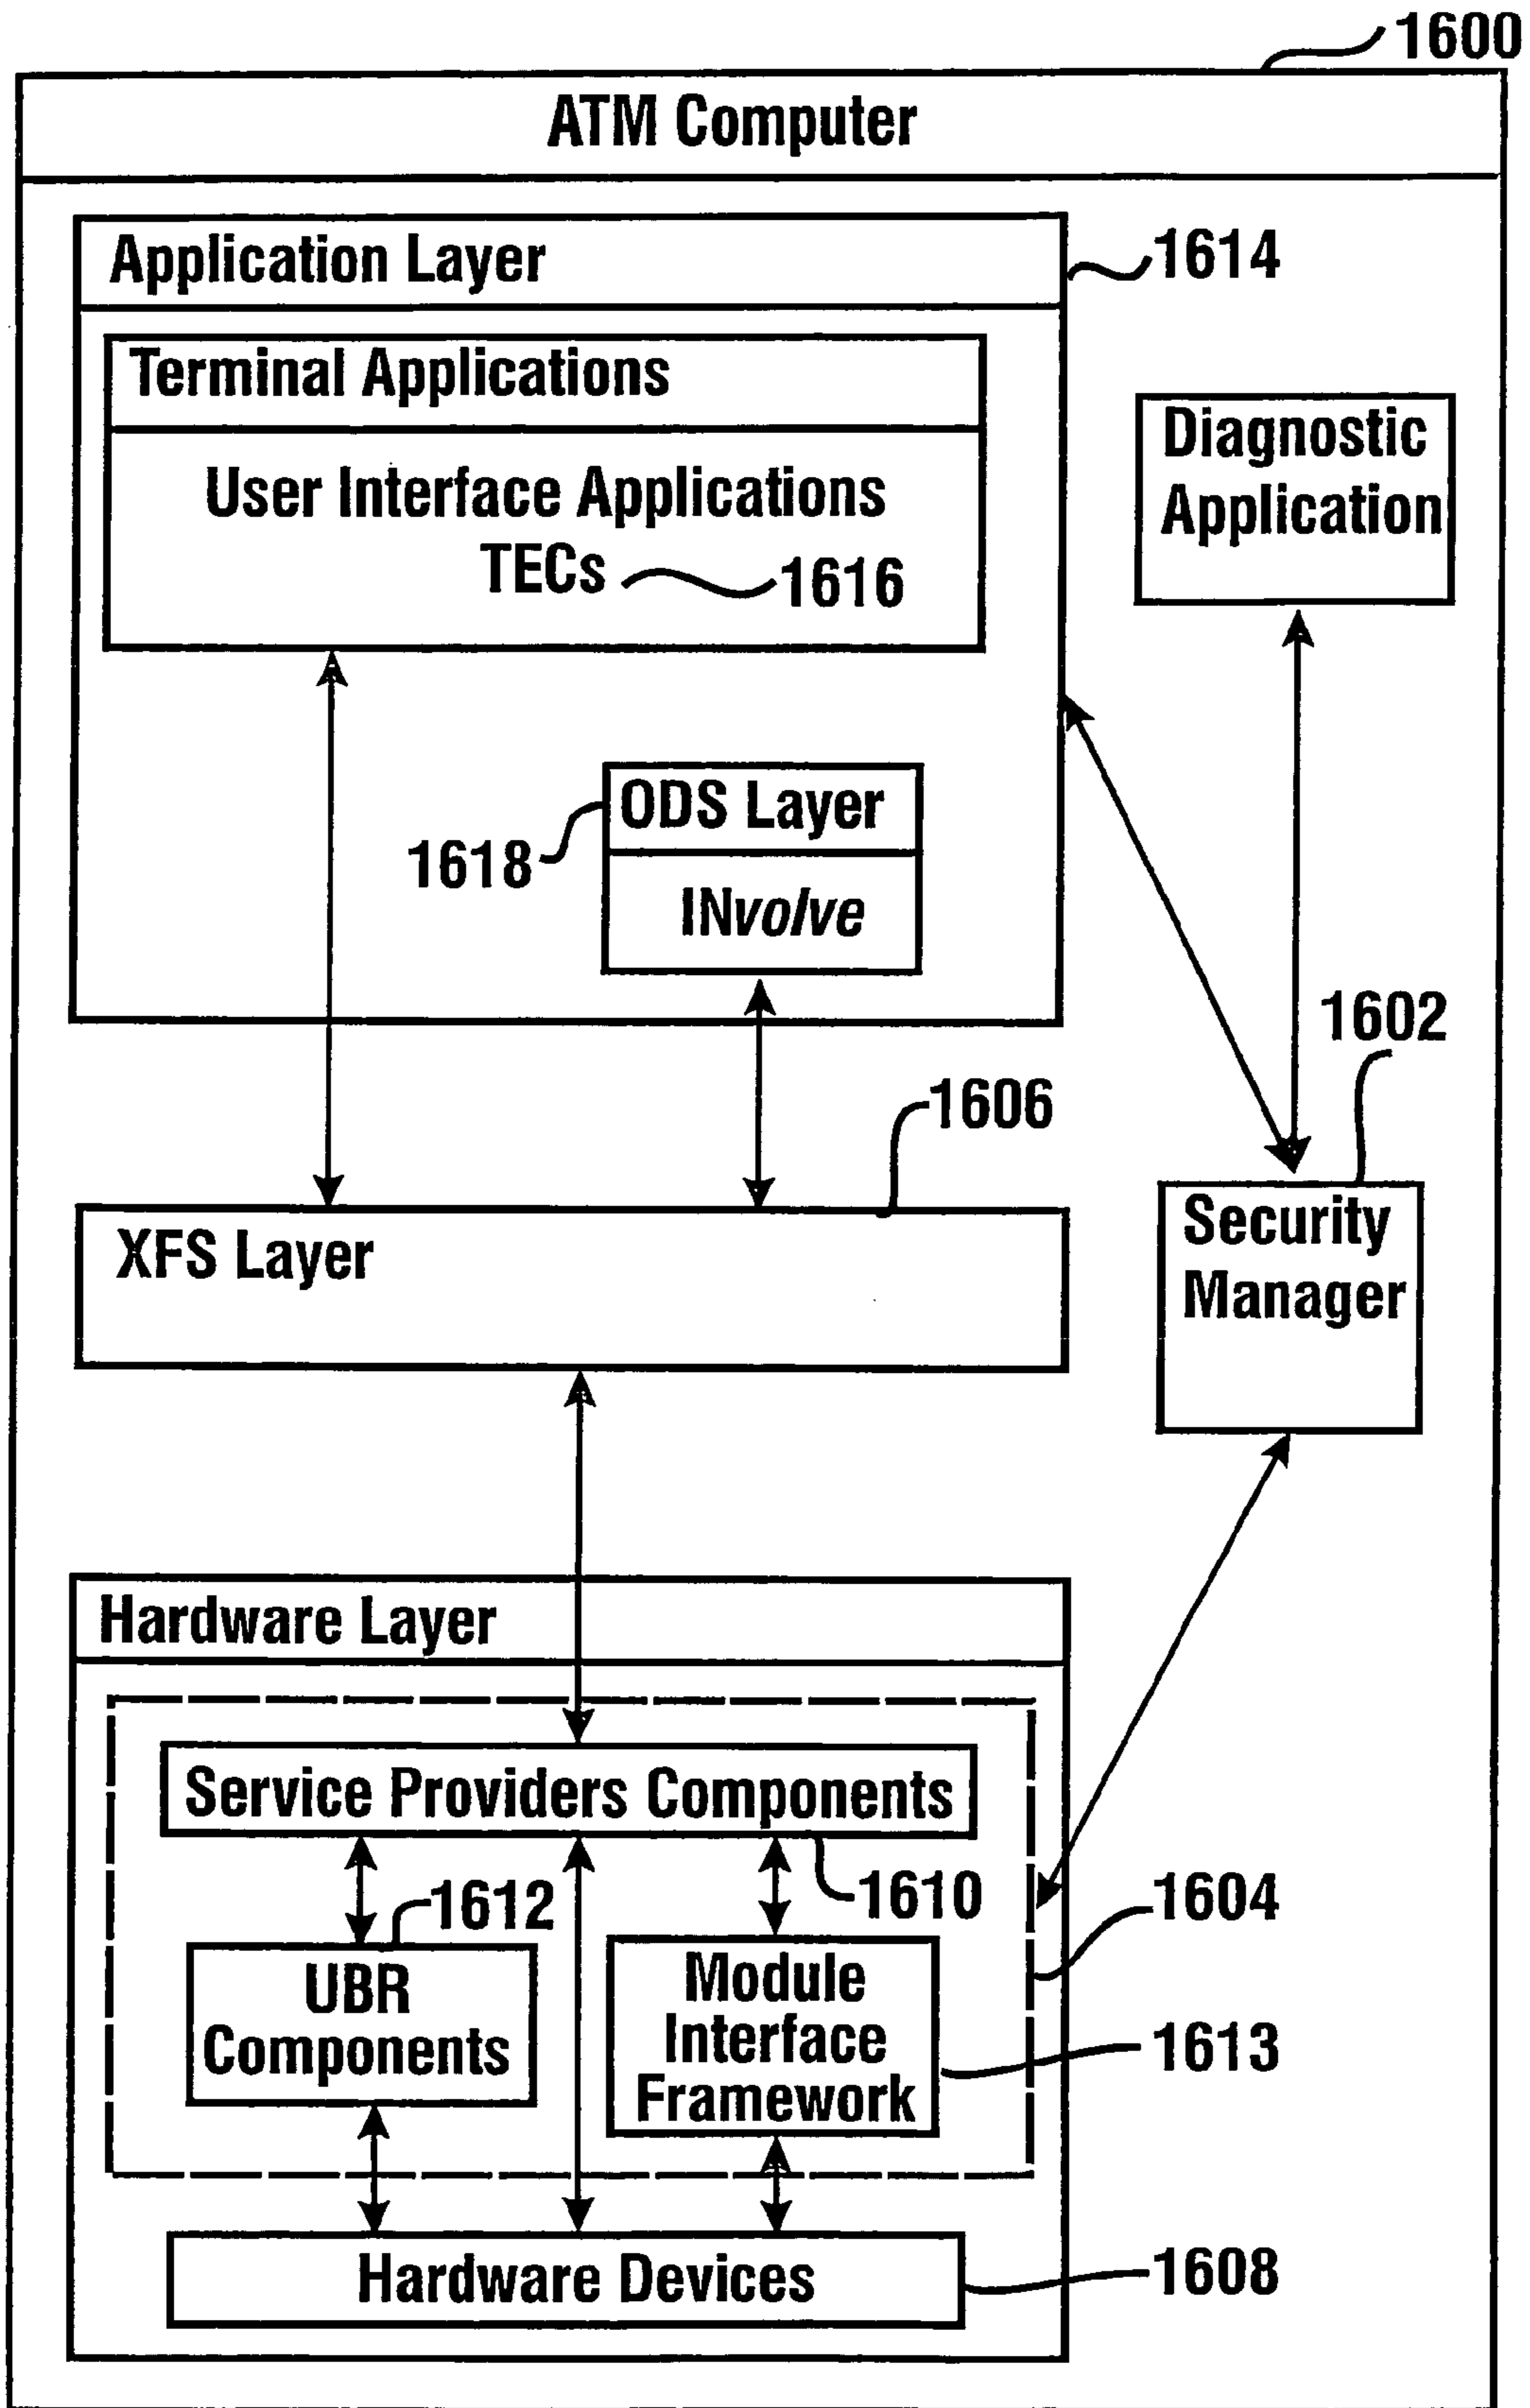 1600
ATM Computer
Application Layer
1614
Terminal Applications
User Interface Applications
TECs
1616
Diagnostic
Application
ODS Layer
1618
INvolve
1602
1606
XFS Layer
Security
Manager
Hardware Layer
Service Providers Components
1612
1610
1604
UBR
Components
Module
Interface
Framework
1613
Hardware Devices
1608